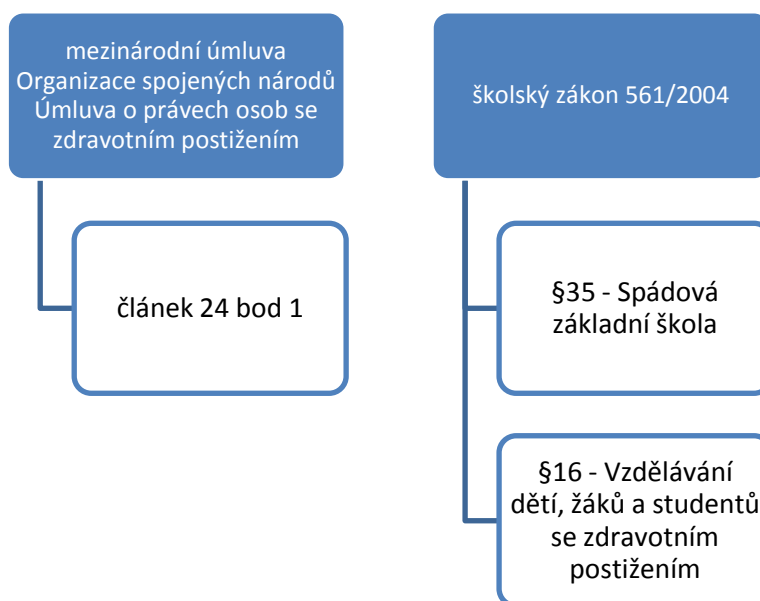 mezinárodní úmluva
Organizace spojených národů
Úmluva o právech osob se
zdravotním postižením
článek 24 bod 1
školský zákon 561/2004
§35 - Spádová
základní škola
§16 - Vzdělávání
dětí, žáků a studentů
se zdravotním
postižením